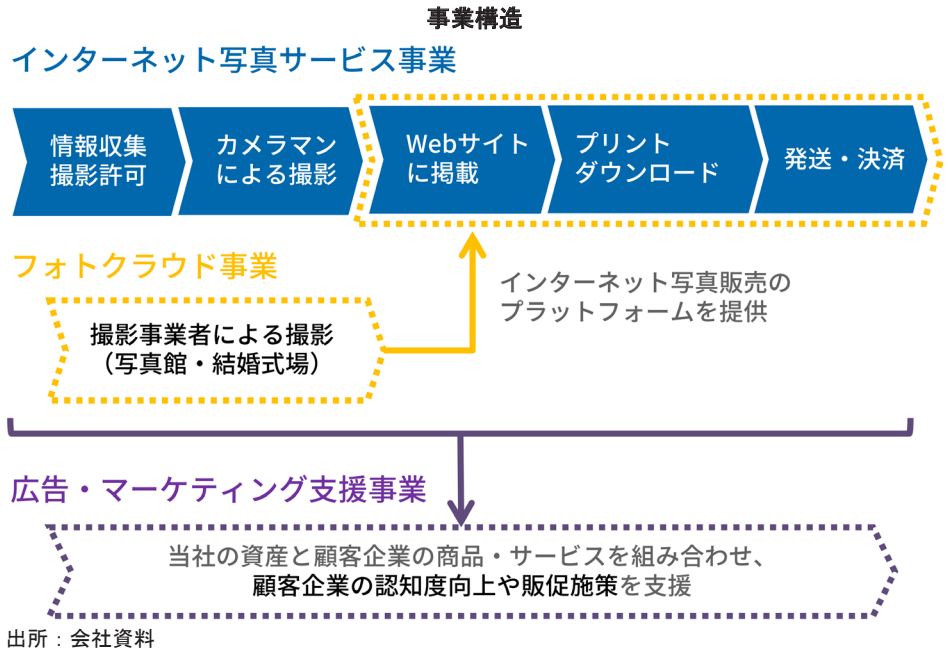 事業構造
インターネット写真サービス事業
情報収集
撮影許可
カメラマン
による撮影
Webサイト
に掲載
プリント
ダウンロード
発送・決済
フォトクラウド事業
インターネット写真販売の
プラットフォームを提供
撮影事業者による撮影
（写真館・結婚式場）
広告・マーケティング支援事業
当社の資産と顧客企業の商品・サービスを組み合わせ、
顧客企業の認知度向上や販促施策を支援
出所：会社資料